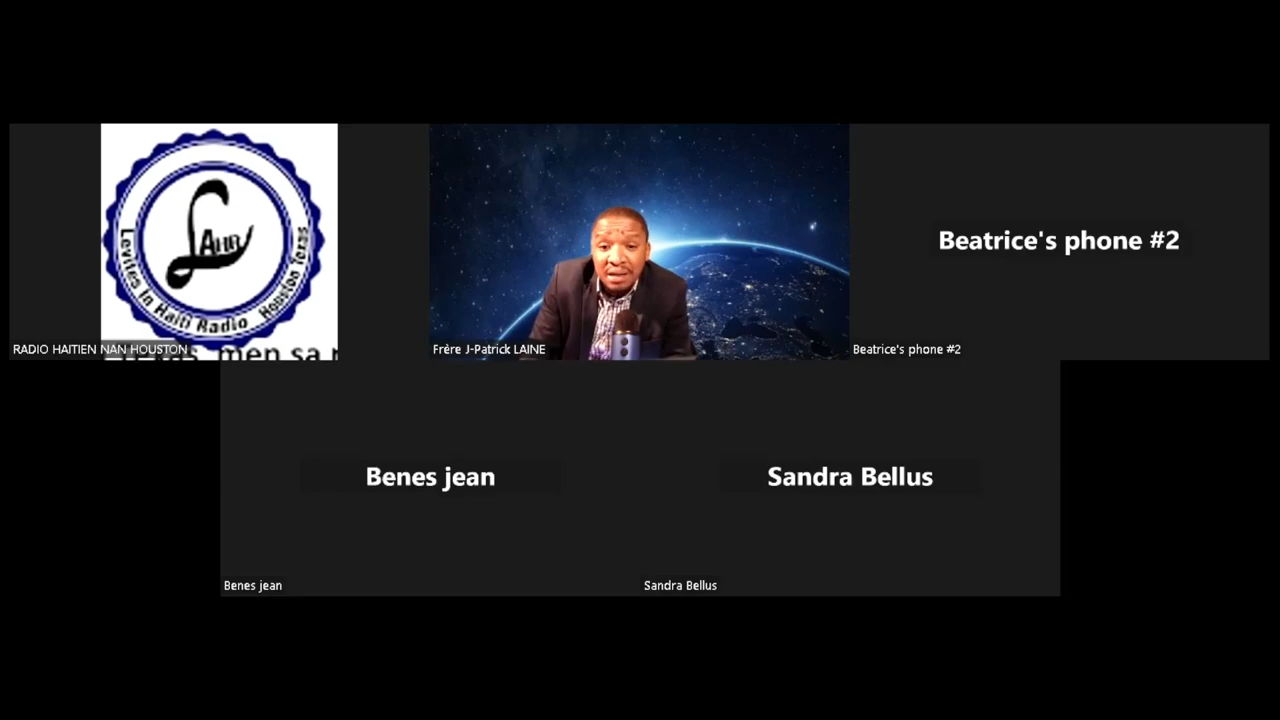 LAHR
Levites In Haiti Radio Houston Texas
men sa
RADIO HAITIEN NAN HOUSTON
Frère J-Patrick LAINE
Beatrice's phone #2
Beatrice's phone #2
Benes jean
Sandra Bellus
Benes jean
Sandra Bellus